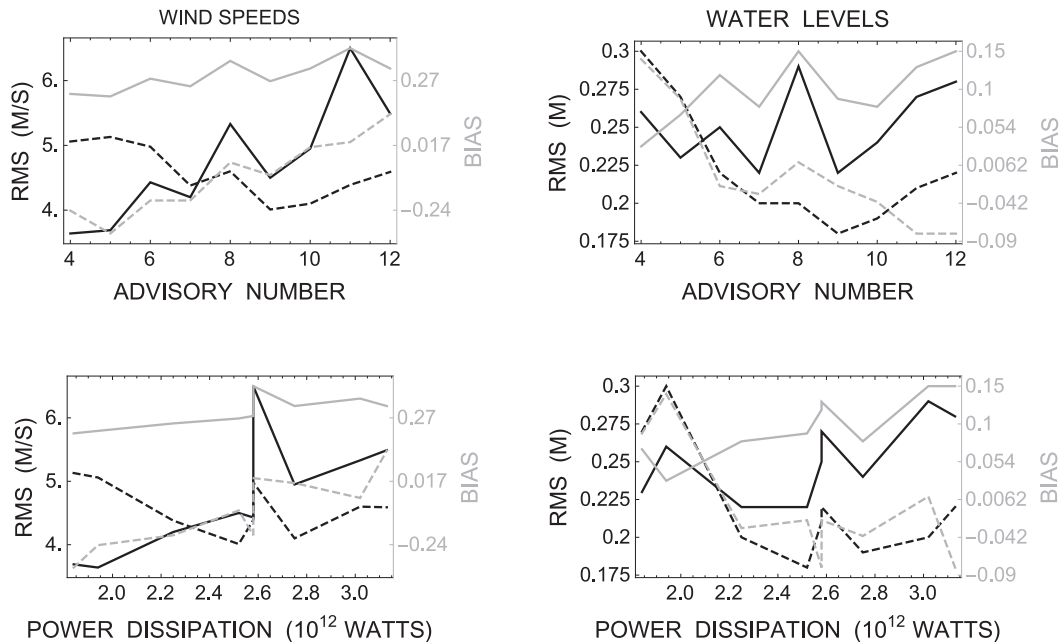 WIND SPEEDS
6.
5.
4.
RMS (M/S)
0.27
0.017
−0.24
BIAS
4 6 8 10 12
ADVISORY NUMBER
WATER LEVELS
0.3
0.275
0.25
0.225
0.2
0.175
RMS (M)
0.15
0.1
0.054
0.0062
−0.042
−0.09
BIAS
4 6 8 10 12
ADVISORY NUMBER
6.
5.
4.
RMS (M/S)
0.27
0.017
−0.24
BIAS
2.0 2.2 2.4 2.6 2.8 3.0
POWER DISSIPATION (10¹² WATTS)
0.3
0.275
0.25
0.225
0.2
0.175
RMS (M)
0.15
0.1
0.054
0.0062
−0.042
−0.09
BIAS
2.0 2.2 2.4 2.6 2.8 3.0
POWER DISSIPATION (10¹² WATTS)